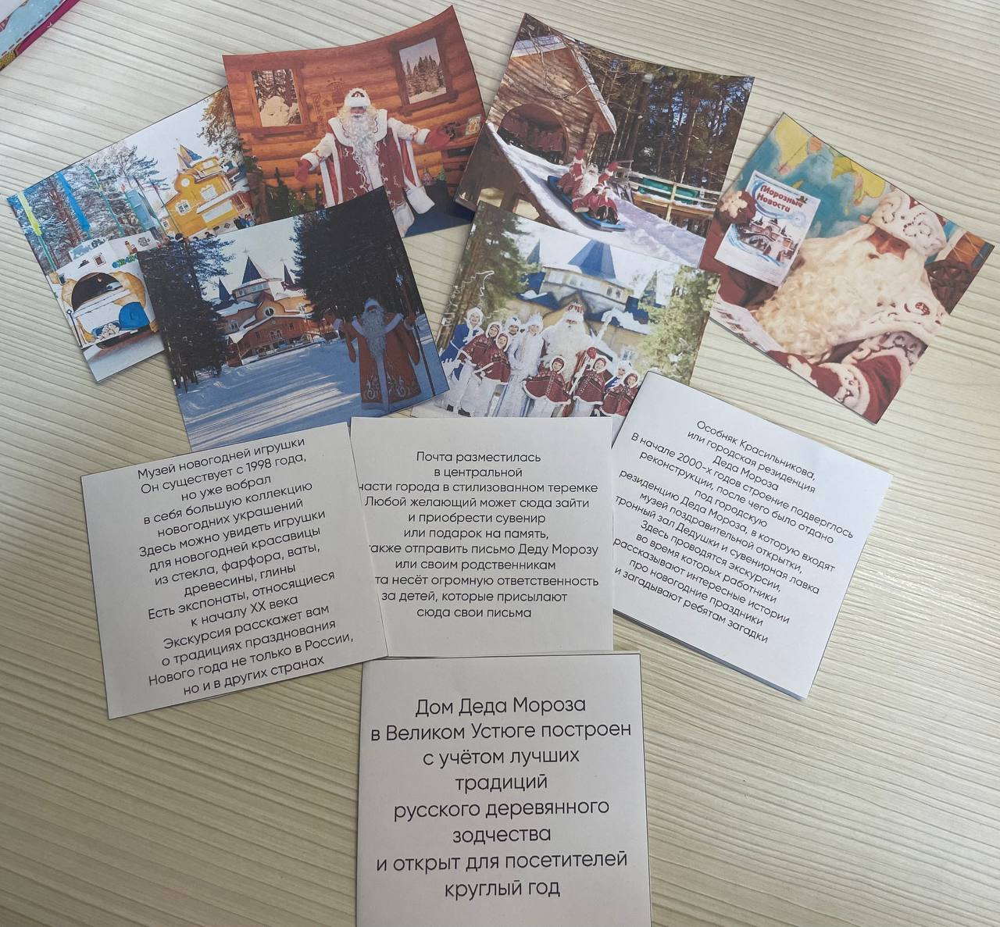 Морозные
Новости
Музей новогодней игрушки
Он существует с 1998 года,
но уже вобрал
в себя большую коллекцию
новогодних украшений
Здесь можно увидеть игрушки
для новогодней красавицы
из стекла, фарфора, ваты,
древесины, глины
Есть экспонаты, относящиеся
к началу XX века
Экскурсия расскажет вам
о традициях празднования
Нового года не только в России,
но и в других странах
Почта разместилась
в центральной
части города в стилизованном теремке
Любой желающий может сюда зайти
и приобрести сувенир
или подарок на память,
также отправить письмо Деду Морозу
или своим родственникам
та несёт огромную ответственность
за детей, которые присылают
сюда свои письма
Особняк Красильникова,
или городская резиденция
Деда Мороза
В начале 2000-х годов строение подверглось
реконструкции, после чего было отдано
под городскую
резиденцию Деда Мороза, в которую входят
музей поздравительной открытки,
тронный зал Дедушки и сувенирная лавка
Здесь проводятся экскурсии,
во время которых работники
рассказывают интересные истории
про новогодние праздники
и загадывают ребятам загадки
Дом Деда Мороза
в Великом Устюге построен
с учётом лучших
традиций
русского деревянного
зодчества
и открыт для посетителей
круглый год